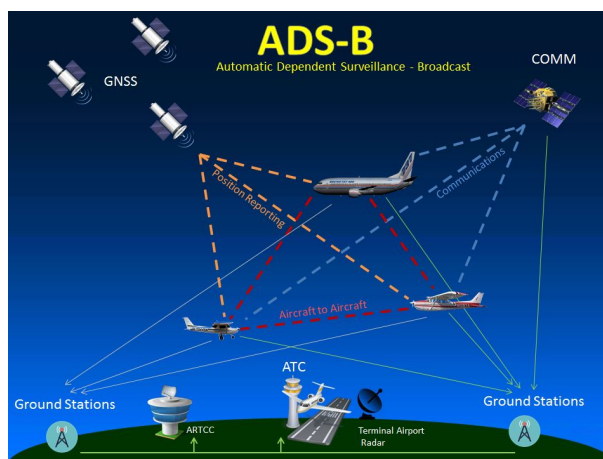 ADS-B
Automatic Dependent Surveillance - Broadcast
GNSS
COMM
Position Reporting
Communications
Aircraft to Aircraft
Ground Stations
ATC
Ground Stations
ARTCC
Terminal Airport
Radar